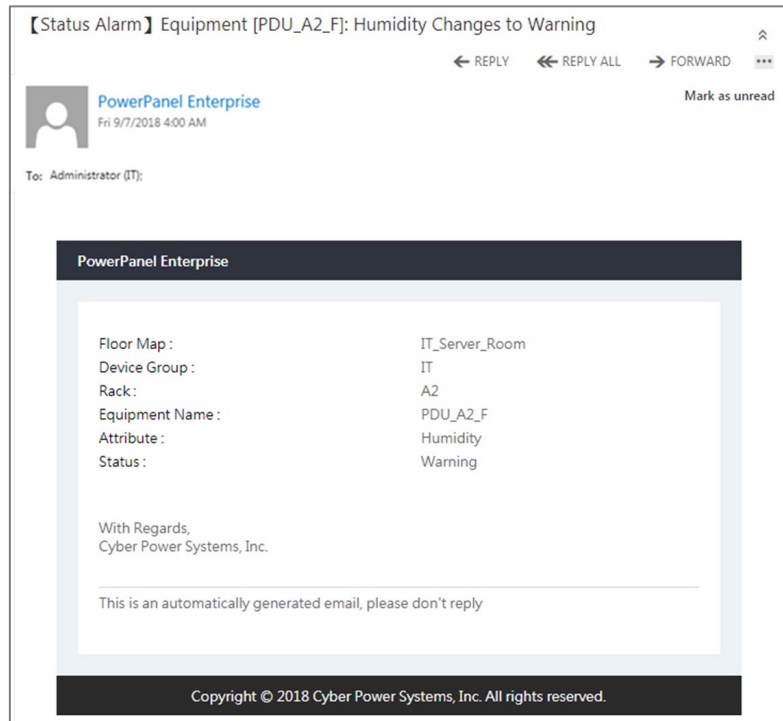 【Status Alarm】 Equipment [PDU_A2_F]: Humidity Changes to Warning
REPLY REPLY ALL FORWARD
PowerPanel Enterprise
Mark as unread
Fri 9/7/2018 4:00 AM
To: Administrator (IT);
PowerPanel Enterprise
Floor Map : IT_Server_Room
Device Group : IT
Rack : A2
Equipment Name : PDU_A2_F
Attribute : Humidity
Status : Warning
With Regards,
Cyber Power Systems, Inc.
This is an automatically generated email, please don't reply
Copyright © 2018 Cyber Power Systems, Inc. All rights reserved.